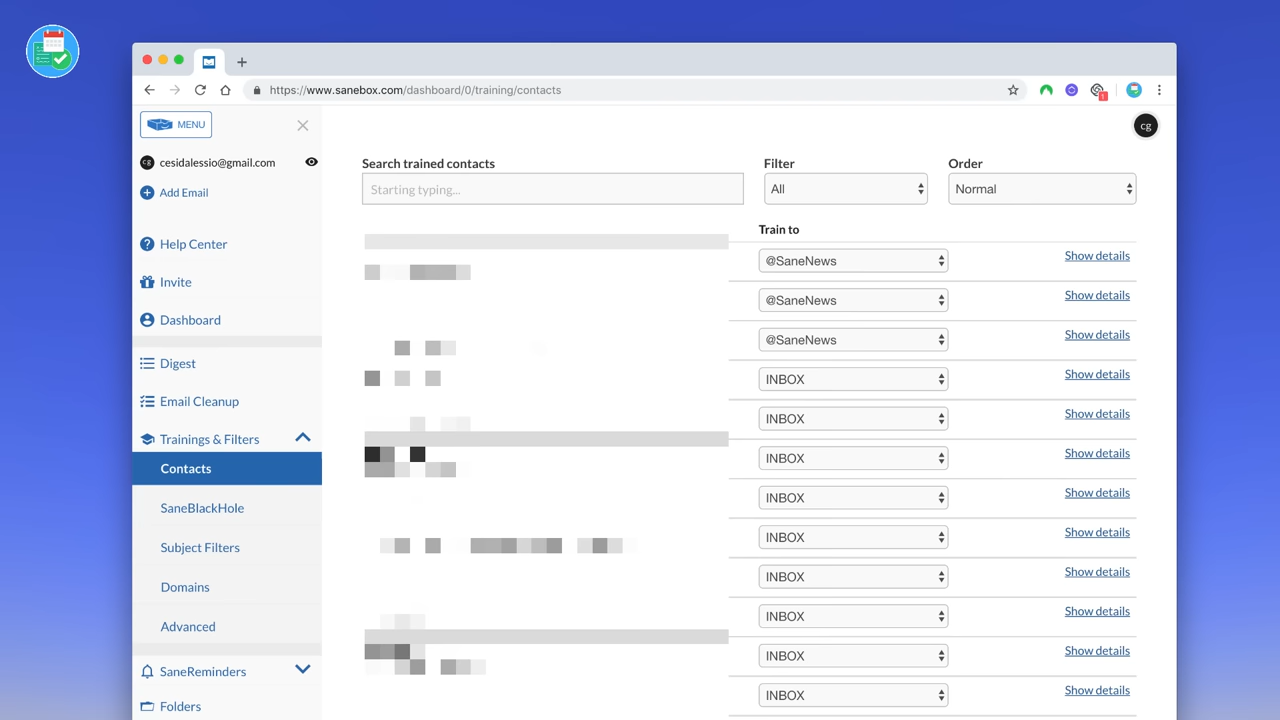 https://www.sanebox.com/dashboard/0/training/contacts
1
MENU
cg
cg cesidalessio@gmail.com
Add Email
Help Center
Invite
Dashboard
Digest
Email Cleanup
Trainings & Filters
Contacts
SaneBlackHole
Subject Filters
Domains
Advanced
SaneReminders
Folders
Search trained contacts
Starting typing...
Filter
All
Order
Normal
Train to
@SaneNews Show details
@SaneNews Show details
@SaneNews Show details
INBOX Show details
INBOX Show details
INBOX Show details
INBOX Show details
INBOX Show details
INBOX Show details
INBOX Show details
INBOX Show details
INBOX Show details